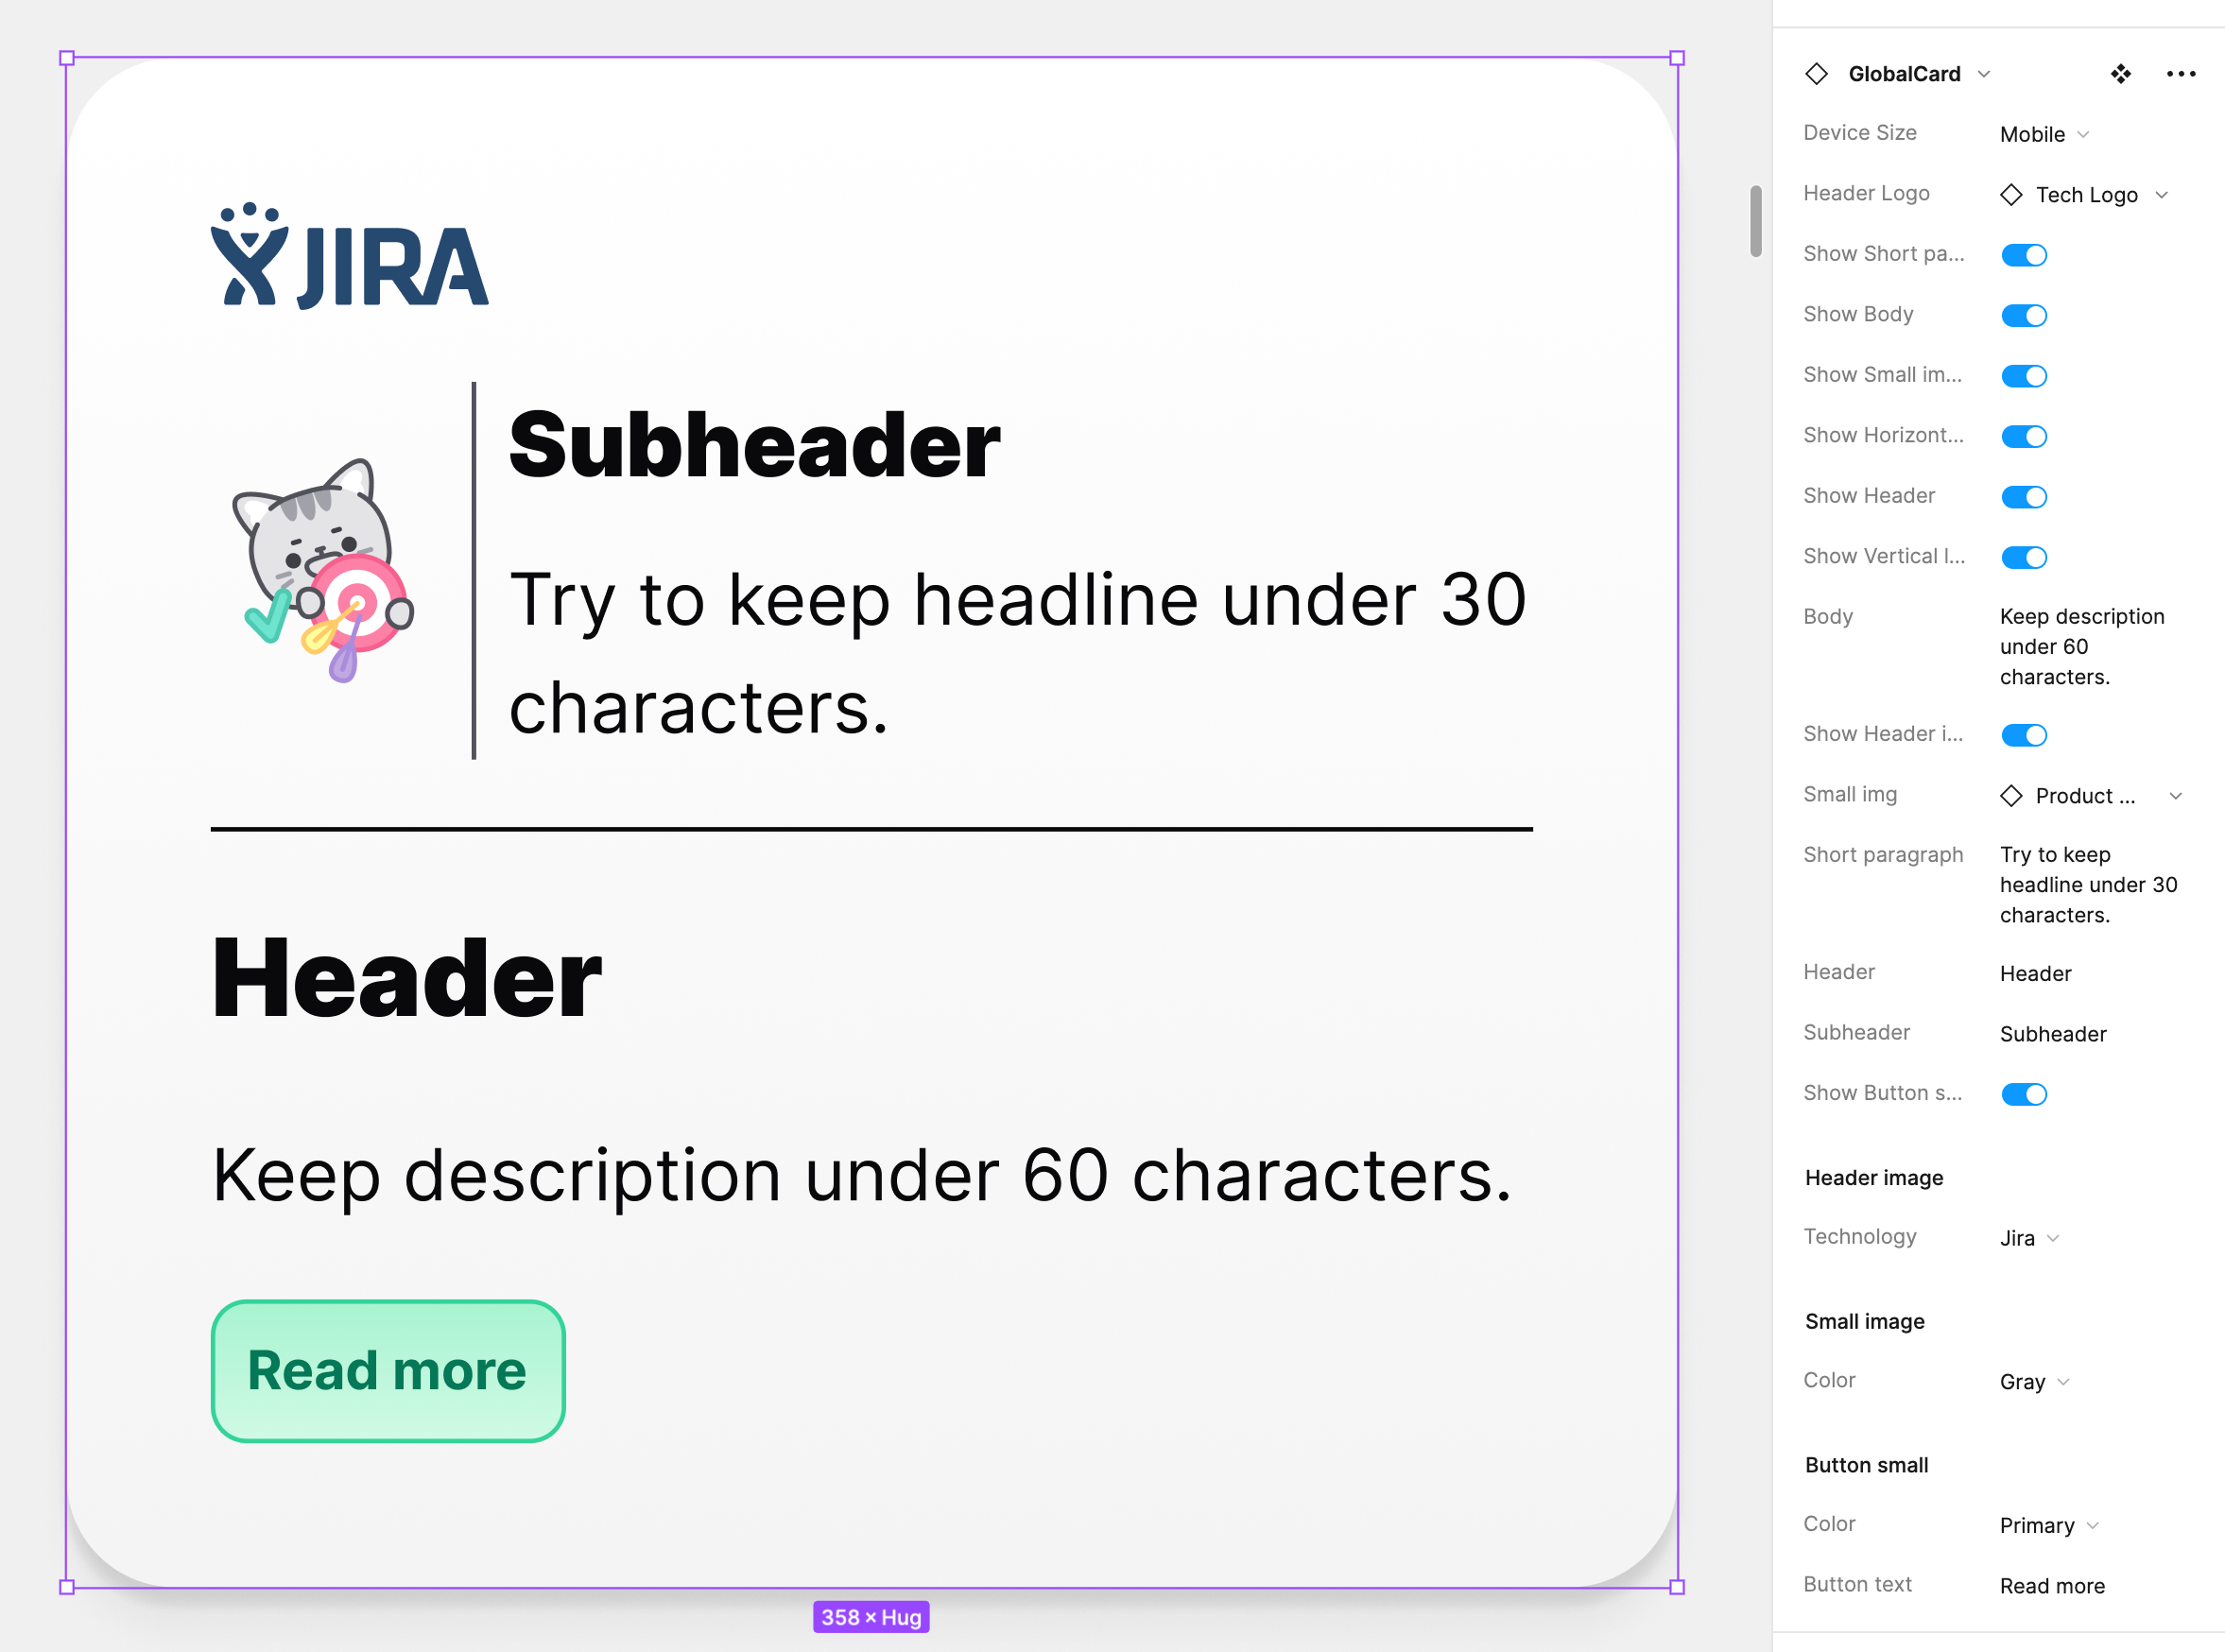 JIRA
Subheader
Try to keep headline under 30
characters.
Header
Keep description under 60 characters.
Read more
358 × Hug
GlobalCard
Device Size
Mobile
Header Logo
Tech Logo
Show Short pa...
Show Body
Show Small im...
Show Horizont...
Show Header
Show Vertical l...
Body
Keep description
under 60
characters.
Show Header i...
Small img
Product ...
Short paragraph
Try to keep
headline under 30
characters.
Header
Header
Subheader
Subheader
Show Button s...
Header image
Technology
Jira
Small image
Color
Gray
Button small
Color
Primary
Button text
Read more